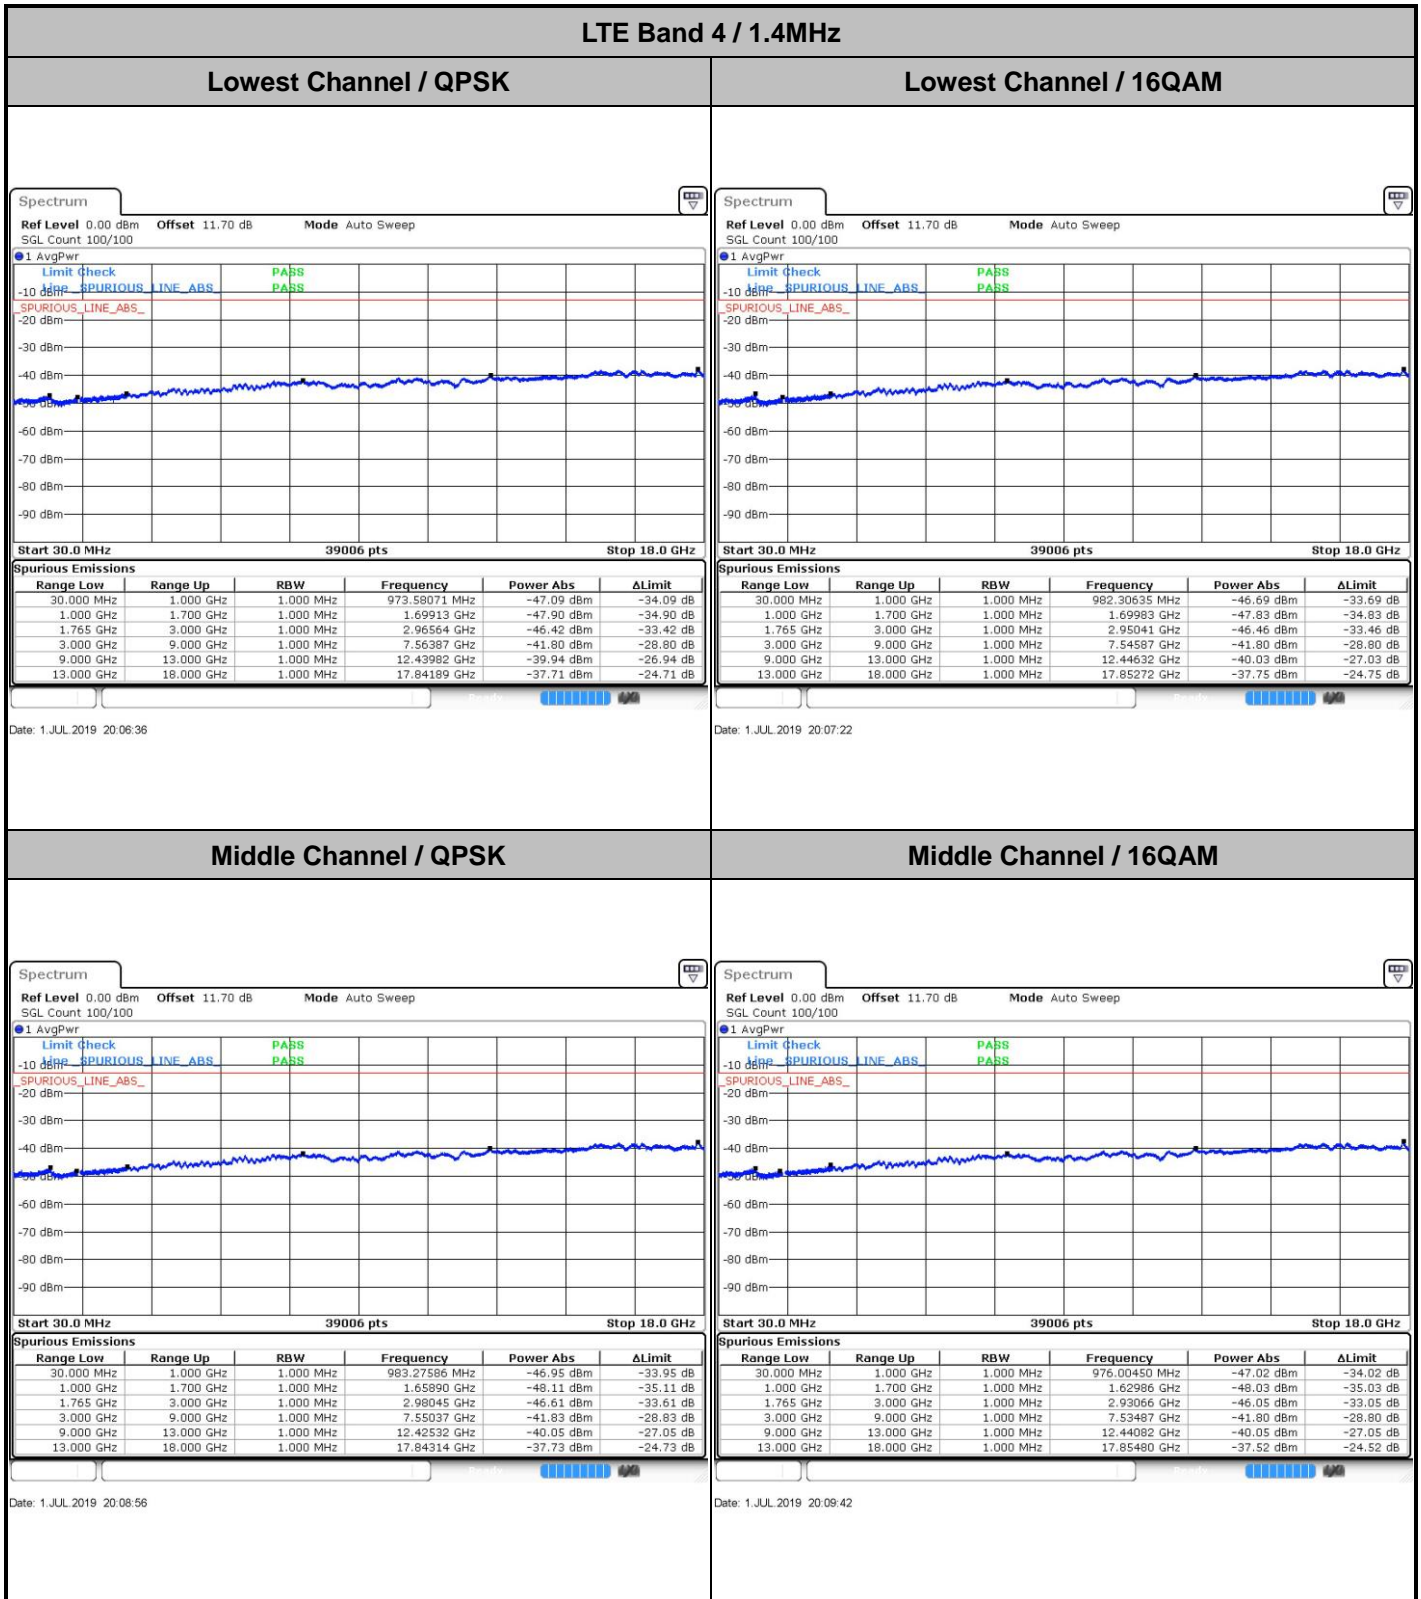 LTE Band 4 / 1.4MHz
Lowest Channel / QPSK
Lowest Channel / 16QAM
Spectrum
Ref Level 0.00 dBm Offset 11.70 dB Mode Auto Sweep
SGL Count 100/100
1 AvgPwr
Limit Check PASS
Line _SPURIOUS_LINE_ABS_ PASS
-10 dBm
_SPURIOUS_LINE_ABS_
-20 dBm
-30 dBm
-40 dBm
-50 dBm
-60 dBm
-70 dBm
-80 dBm
-90 dBm
Start 30.0 MHz 39006 pts Stop 18.0 GHz
Spurious Emissions
Range Low Range Up RBW Frequency Power Abs ΔLimit
30.000 MHz 1.000 GHz 1.000 MHz 973.58071 MHz -47.09 dBm -34.09 dB
1.000 GHz 1.700 GHz 1.000 MHz 1.69913 GHz -47.90 dBm -34.90 dB
1.765 GHz 3.000 GHz 1.000 MHz 2.96564 GHz -46.42 dBm -33.42 dB
3.000 GHz 9.000 GHz 1.000 MHz 7.56387 GHz -41.80 dBm -28.80 dB
9.000 GHz 13.000 GHz 1.000 MHz 12.43982 GHz -39.94 dBm -26.94 dB
13.000 GHz 18.000 GHz 1.000 MHz 17.84189 GHz -37.71 dBm -24.71 dB
Date: 1.JUL.2019 20:06:36
Spectrum
Ref Level 0.00 dBm Offset 11.70 dB Mode Auto Sweep
SGL Count 100/100
1 AvgPwr
Limit Check PASS
Line _SPURIOUS_LINE_ABS_ PASS
-10 dBm
_SPURIOUS_LINE_ABS_
-20 dBm
-30 dBm
-40 dBm
-50 dBm
-60 dBm
-70 dBm
-80 dBm
-90 dBm
Start 30.0 MHz 39006 pts Stop 18.0 GHz
Spurious Emissions
Range Low Range Up RBW Frequency Power Abs ΔLimit
30.000 MHz 1.000 GHz 1.000 MHz 982.30635 MHz -46.69 dBm -33.69 dB
1.000 GHz 1.700 GHz 1.000 MHz 1.69983 GHz -47.83 dBm -34.83 dB
1.765 GHz 3.000 GHz 1.000 MHz 2.95041 GHz -46.46 dBm -33.46 dB
3.000 GHz 9.000 GHz 1.000 MHz 7.54587 GHz -41.80 dBm -28.80 dB
9.000 GHz 13.000 GHz 1.000 MHz 12.44632 GHz -40.03 dBm -27.03 dB
13.000 GHz 18.000 GHz 1.000 MHz 17.85272 GHz -37.75 dBm -24.75 dB
Date: 1.JUL.2019 20:07:22
Middle Channel / QPSK
Middle Channel / 16QAM
Spectrum
Ref Level 0.00 dBm Offset 11.70 dB Mode Auto Sweep
SGL Count 100/100
1 AvgPwr
Limit Check PASS
Line _SPURIOUS_LINE_ABS_ PASS
-10 dBm
_SPURIOUS_LINE_ABS_
-20 dBm
-30 dBm
-40 dBm
-50 dBm
-60 dBm
-70 dBm
-80 dBm
-90 dBm
Start 30.0 MHz 39006 pts Stop 18.0 GHz
Spurious Emissions
Range Low Range Up RBW Frequency Power Abs ΔLimit
30.000 MHz 1.000 GHz 1.000 MHz 983.27586 MHz -46.95 dBm -33.95 dB
1.000 GHz 1.700 GHz 1.000 MHz 1.65890 GHz -48.11 dBm -35.11 dB
1.765 GHz 3.000 GHz 1.000 MHz 2.98045 GHz -46.61 dBm -33.61 dB
3.000 GHz 9.000 GHz 1.000 MHz 7.55037 GHz -41.83 dBm -28.83 dB
9.000 GHz 13.000 GHz 1.000 MHz 12.42532 GHz -40.05 dBm -27.05 dB
13.000 GHz 18.000 GHz 1.000 MHz 17.84314 GHz -37.73 dBm -24.73 dB
Date: 1.JUL.2019 20:08:56
Spectrum
Ref Level 0.00 dBm Offset 11.70 dB Mode Auto Sweep
SGL Count 100/100
1 AvgPwr
Limit Check PASS
Line _SPURIOUS_LINE_ABS_ PASS
-10 dBm
_SPURIOUS_LINE_ABS_
-20 dBm
-30 dBm
-40 dBm
-50 dBm
-60 dBm
-70 dBm
-80 dBm
-90 dBm
Start 30.0 MHz 39006 pts Stop 18.0 GHz
Spurious Emissions
Range Low Range Up RBW Frequency Power Abs ΔLimit
30.000 MHz 1.000 GHz 1.000 MHz 976.00450 MHz -47.02 dBm -34.02 dB
1.000 GHz 1.700 GHz 1.000 MHz 1.62986 GHz -48.03 dBm -35.03 dB
1.765 GHz 3.000 GHz 1.000 MHz 2.93066 GHz -46.05 dBm -33.05 dB
3.000 GHz 9.000 GHz 1.000 MHz 7.53487 GHz -41.80 dBm -28.80 dB
9.000 GHz 13.000 GHz 1.000 MHz 12.44082 GHz -40.05 dBm -27.05 dB
13.000 GHz 18.000 GHz 1.000 MHz 17.85480 GHz -37.52 dBm -24.52 dB
Date: 1.JUL.2019 20:09:42